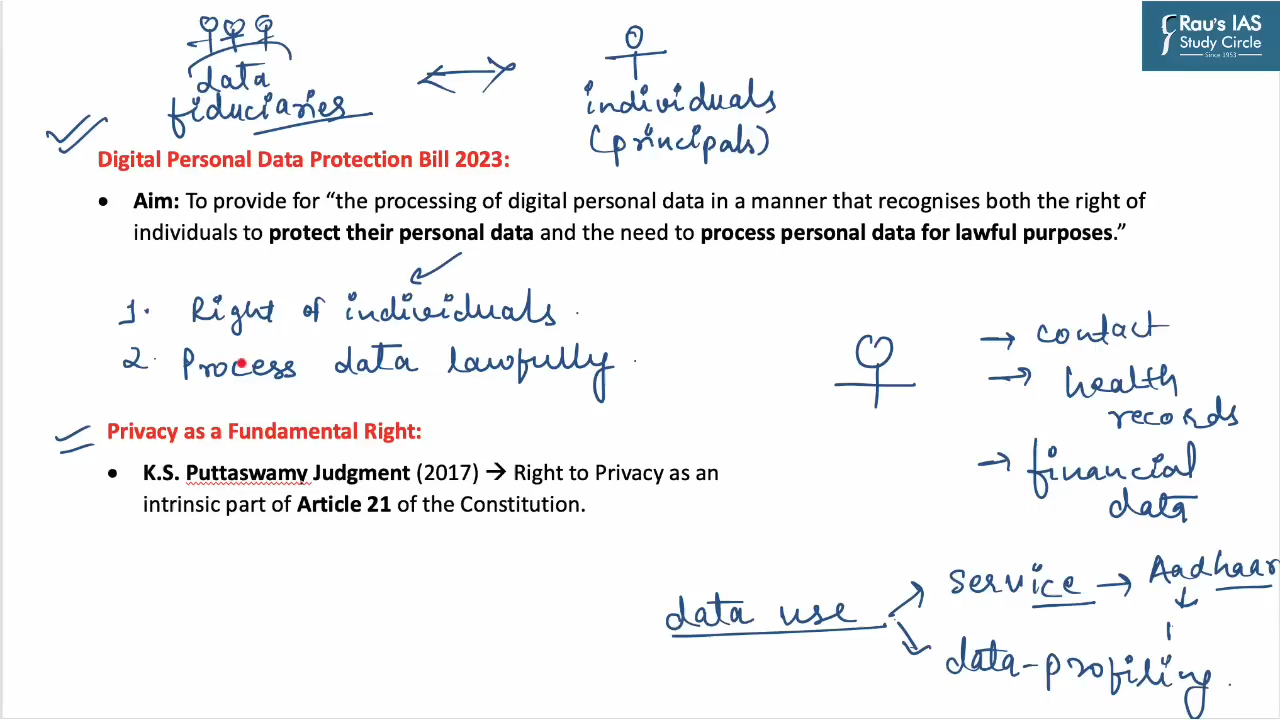 Rau's IAS
Study Circle
Since 1953
data
fiduciaries
individuals
(principals)
Digital Personal Data Protection Bill 2023:
• Aim: To provide for “the processing of digital personal data in a manner that recognises both the right of
individuals to protect their personal data and the need to process personal data for lawful purposes.”
1. Right of individuals.
2. Process data lawfully.
→ contact
→ health
records
→ financial
data
Privacy as a Fundamental Right:
• K.S. Puttaswamy Judgment (2017) → Right to Privacy as an
intrinsic part of Article 21 of the Constitution.
data use
service → Aadhaar
data-profiling.